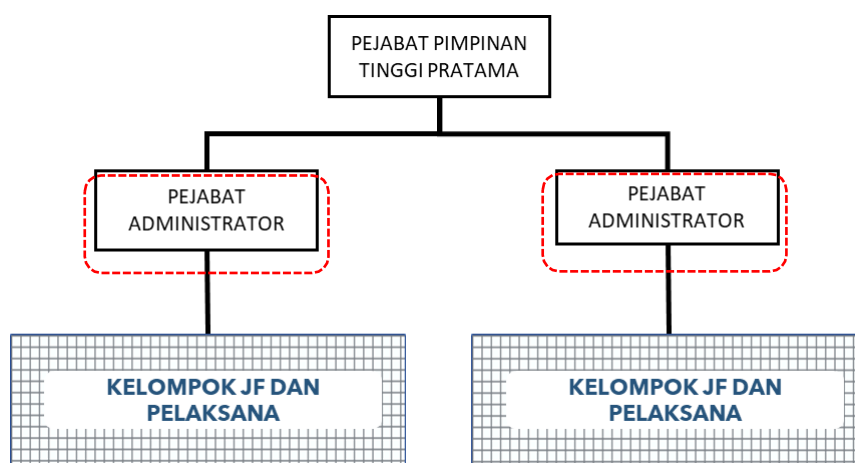 PEJABAT PIMPINAN
TINGGI PRATAMA
PEJABAT
ADMINISTRATOR
PEJABAT
ADMINISTRATOR
KELOMPOK JF DAN
PELAKSANA
KELOMPOK JF DAN
PELAKSANA